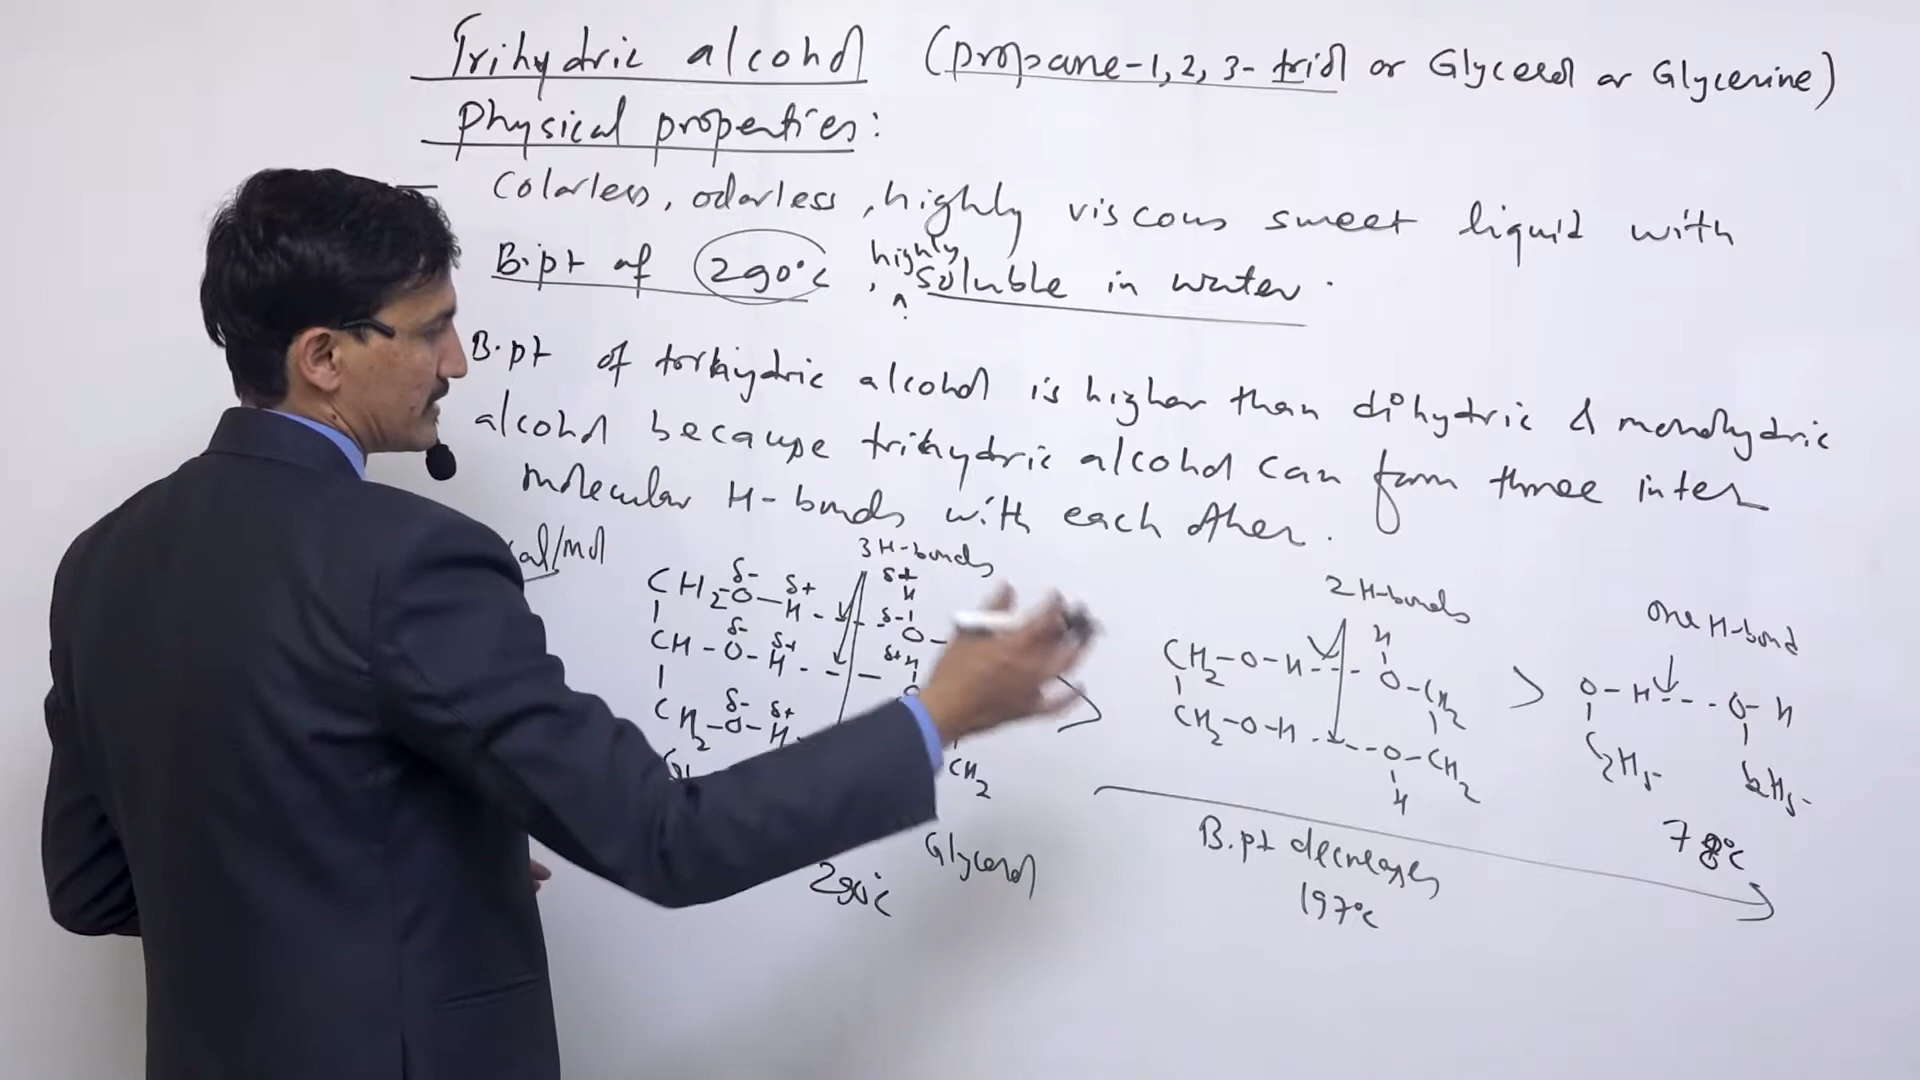 Trihydric alcohol (propane-1,2,3-triol or Glycerol or Glycerine)
Physical properties:
Colorless, odorless, highly viscous sweet liquid with
B.pt of 290°C, highly soluble in water.
B.pt of trihydric alcohol is higher than dihydric & monohydric
alcohol because trihydric alcohol can form three inter
molecular H-bonds with each other.
al/mol
3 H-bonds
2 H-bonds
one H-bond
CH2-O-H
δ- δ+
δ+
H
δ-
O-
CH-O-H
δ- δ+
δ+
H
O
CH2-O-H
δ- δ+
CH2
Glycerol
290°C
>
CH2-O-H
H
O-CH2
CH2-O-H
O-CH2
H
>
O-H
O-H
C2H5-
C2H5-
B.pt decreases
197°C
78°C